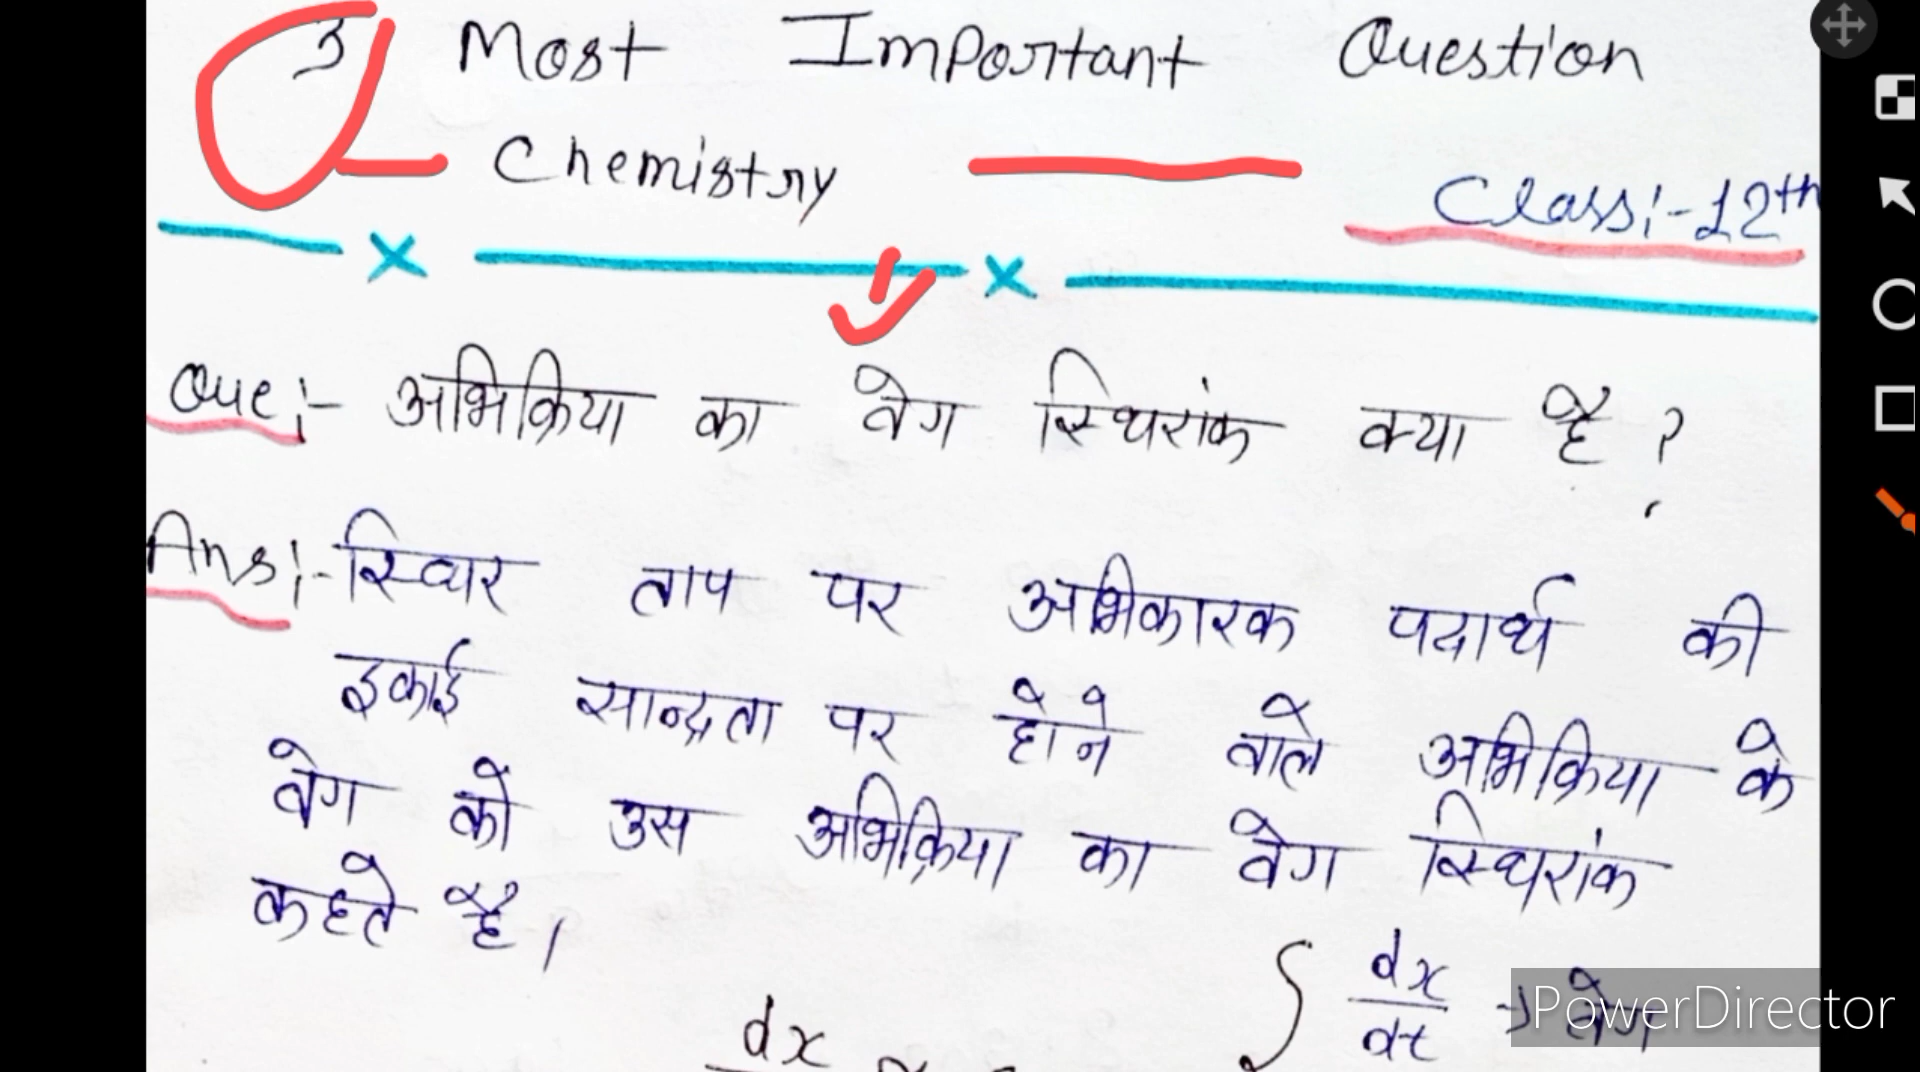 3 Most Important Question
Chemistry
Class:-12th
Que:- अभिक्रिया का वेग स्थिरांक क्या है ?
Ans:- स्थिर ताप पर अभिकारक पदार्थ की
इकाई सान्द्रता पर होने वाले अभिक्रिया के
वेग को उस अभिक्रिया का वेग स्थिरांक
कहते है।
dx
dx/dt → वेग
PowerDirector